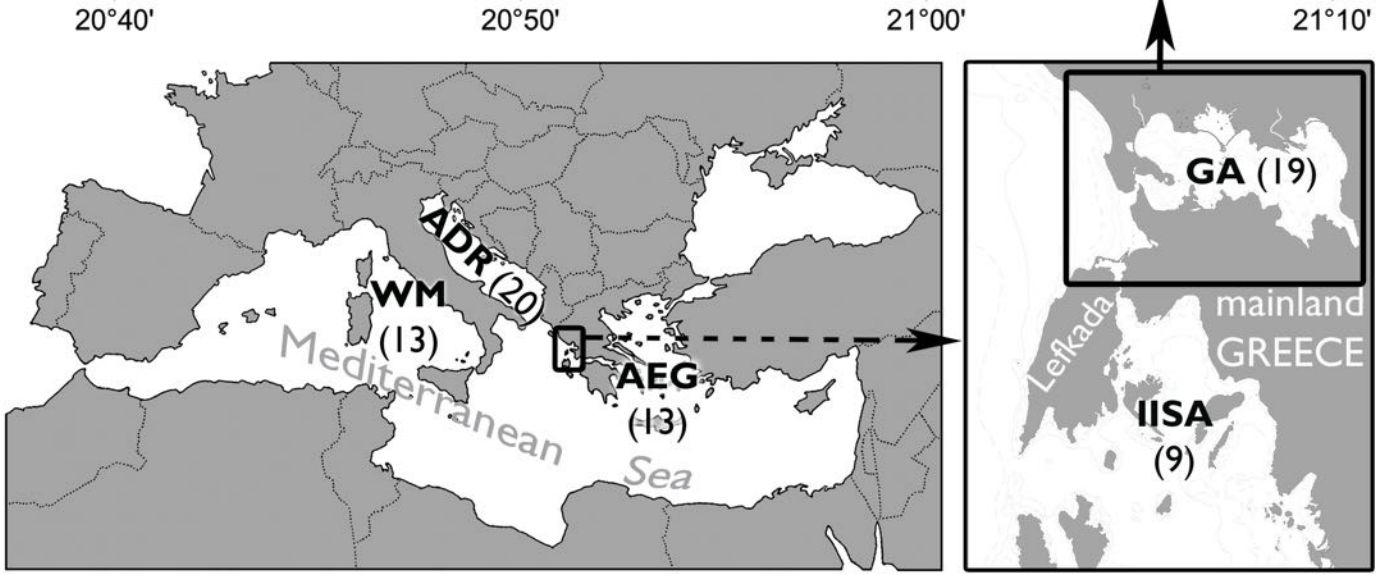 20°40' 20°50' 21°00' 21°10'
ADR (20)
WM
(13)
Mediterranean
Sea
AEG
(13)
GA (19)
mainland
GREECE
Lefkada
IISA
(9)